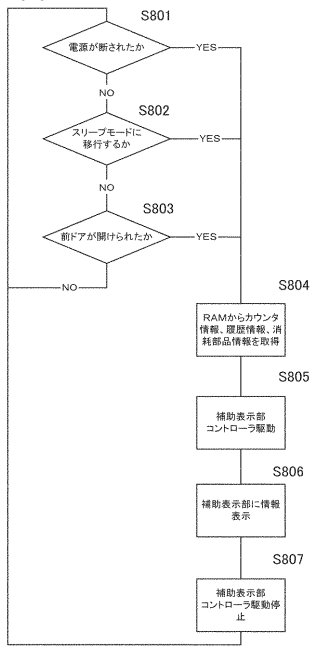 S801
電源が断されたか
YES
NO
S802
スリープモードに
移行するか
YES
NO
S803
前ドアが開けられたか
YES
NO
S804
RAMからカウンタ
情報、履歴情報、消
耗部品情報を取得
S805
補助表示部
コントローラ駆動
S806
補助表示部に情報
表示
S807
補助表示部
コントローラ駆動停
止